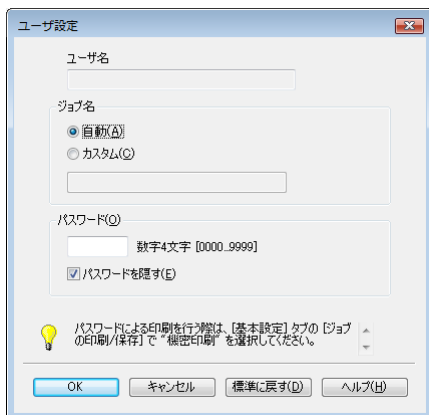 ユーザ設定
ユーザ名
ジョブ名
自動(A)
カスタム(C)
パスワード(O)
数字4文字 [0000..9999]
パスワードを隠す(E)
パスワードによる印刷を行う際は、[基本設定] タブの [ジョブ
の印刷/保存] で "機密印刷" を選択してください。
OK キャンセル 標準に戻す(D) ヘルプ(H)